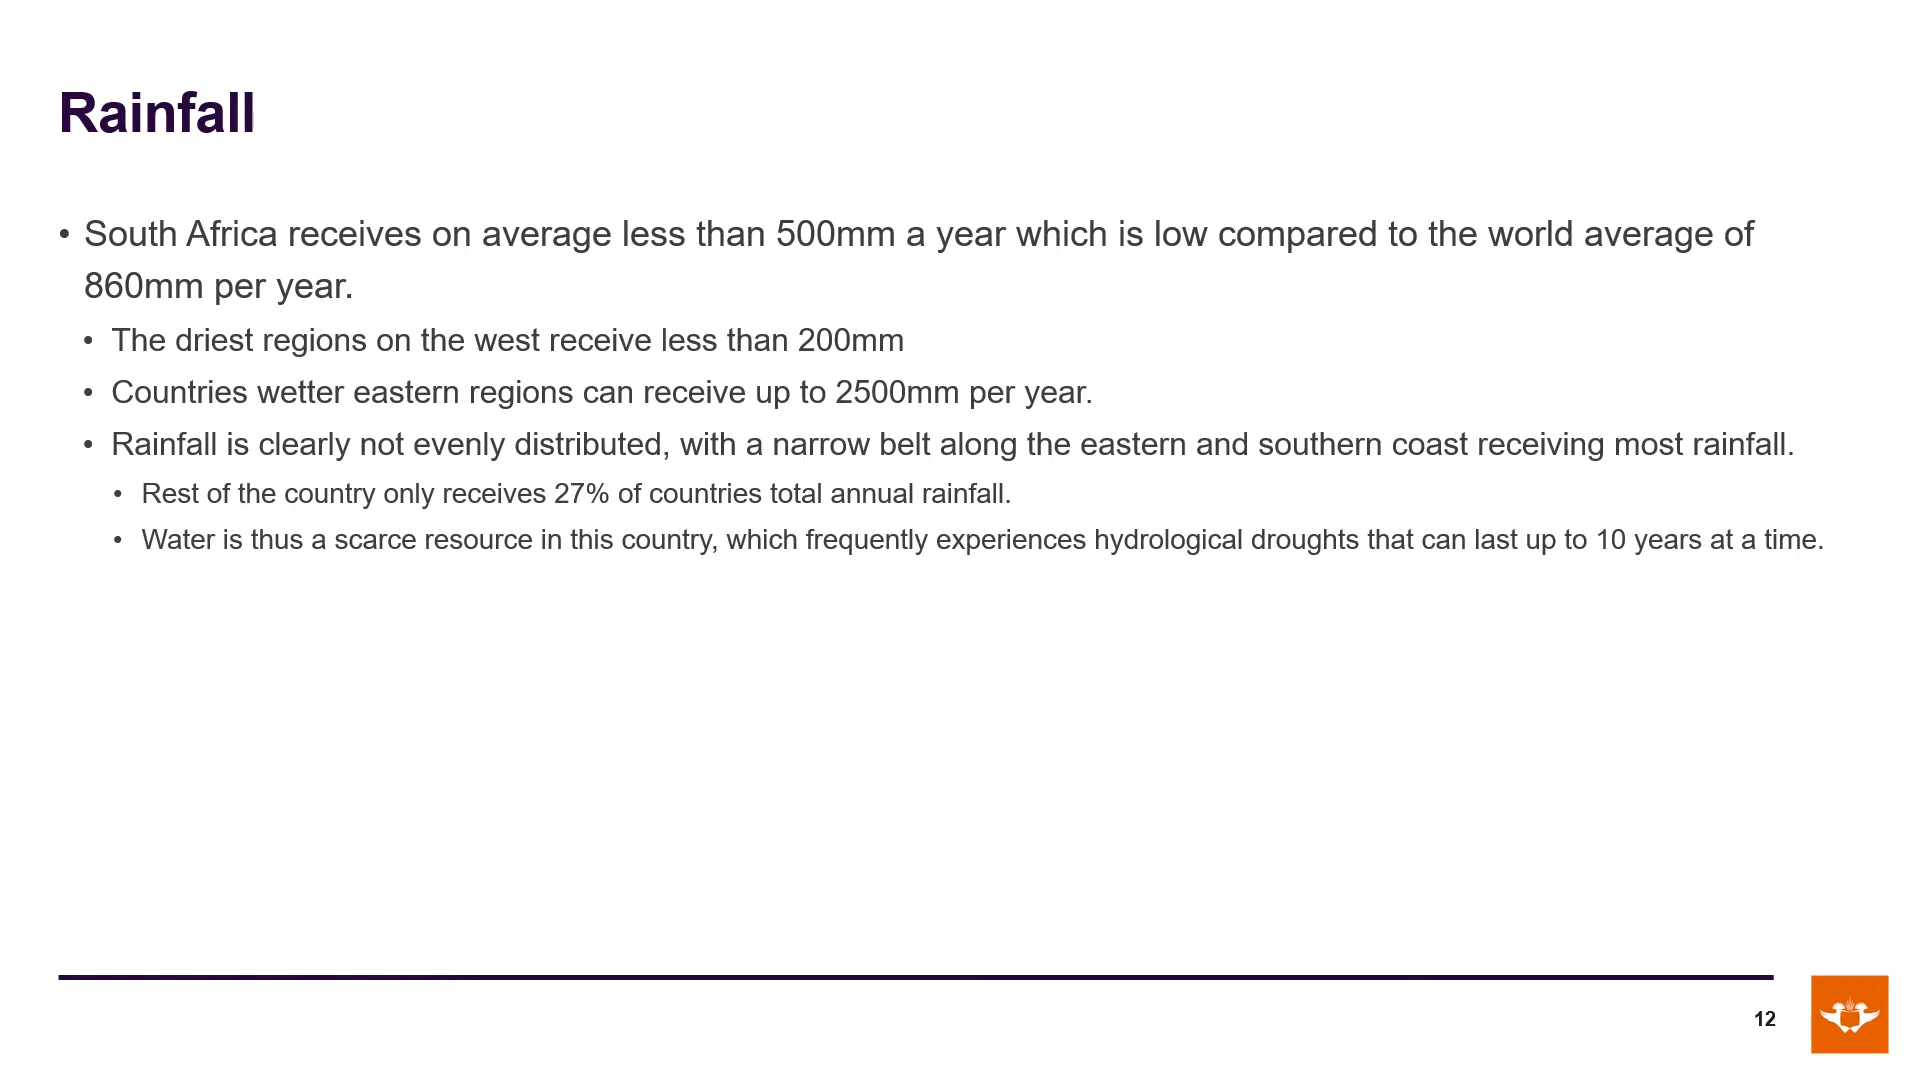 Rainfall
• South Africa receives on average less than 500mm a year which is low compared to the world average of
860mm per year.
• The driest regions on the west receive less than 200mm
• Countries wetter eastern regions can receive up to 2500mm per year.
• Rainfall is clearly not evenly distributed, with a narrow belt along the eastern and southern coast receiving most rainfall.
• Rest of the country only receives 27% of countries total annual rainfall.
• Water is thus a scarce resource in this country, which frequently experiences hydrological droughts that can last up to 10 years at a time.
12